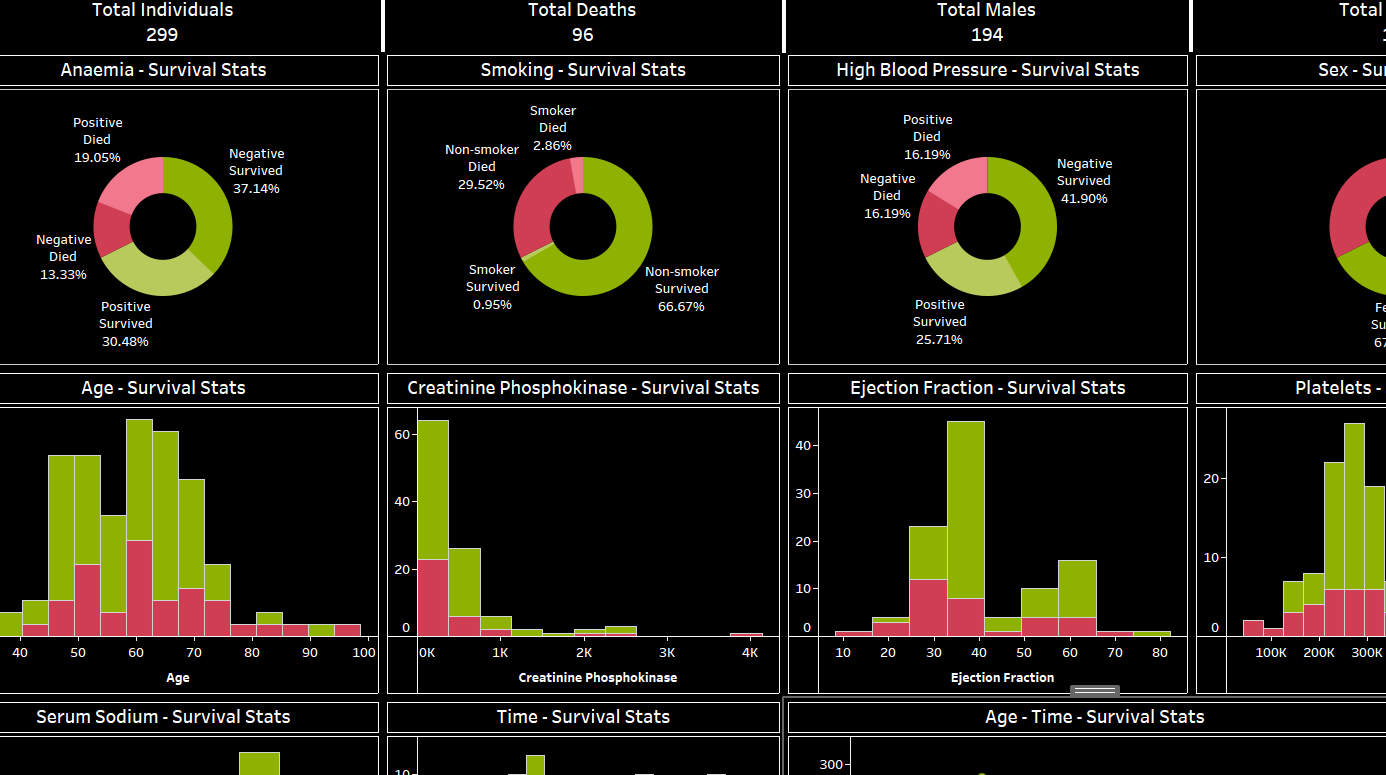 Total Individuals
299
Total Deaths
96
Total Males
194
Total
Anaemia - Survival Stats
Smoking - Survival Stats
High Blood Pressure - Survival Stats
Sex - Su
Positive
Died
19.05%
Negative
Survived
37.14%
Negative
Died
13.33%
Positive
Survived
30.48%
Smoker
Died
2.86%
Non-smoker
Died
29.52%
Smoker
Survived
0.95%
Non-smoker
Survived
66.67%
Positive
Died
16.19%
Negative
Survived
41.90%
Negative
Died
16.19%
Positive
Survived
25.71%
Fe
Su
67
Age - Survival Stats
Creatinine Phosphokinase - Survival Stats
Ejection Fraction - Survival Stats
Platelets -
40 50 60 70 80 90 100
Age
60
40
20
0
0K 1K 2K 3K 4K
Creatinine Phosphokinase
40
30
20
10
0
10 20 30 40 50 60 70 80
Ejection Fraction
20
10
0
100K 200K 300K
Serum Sodium - Survival Stats
Time - Survival Stats
Age - Time - Survival Stats
10
300